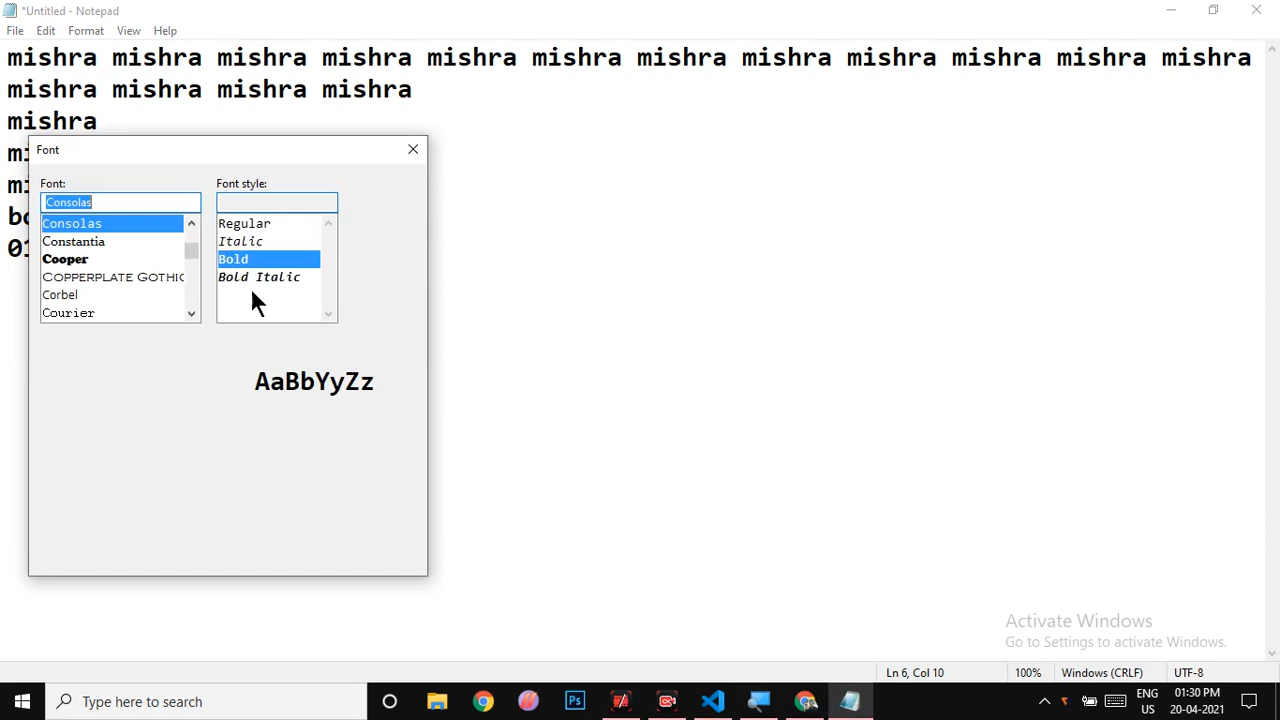 *Untitled - Notepad
File Edit Format View Help
mishra mishra mishra mishra mishra mishra mishra mishra mishra mishra mishra mishra
mishra mishra mishra mishra
mishra
Font
Font: Font style:
Consolas
Consolas Regular
Constantia Italic
Cooper Bold
COPPERPLATE GOTHIC Bold Italic
Corbel
Courier
AaBbYyZz
Activate Windows
Go to Settings to activate Windows.
Ln 6, Col 10 100% Windows (CRLF) UTF-8
Type here to search
Ps
ENG 01:30 PM
US 20-04-2021